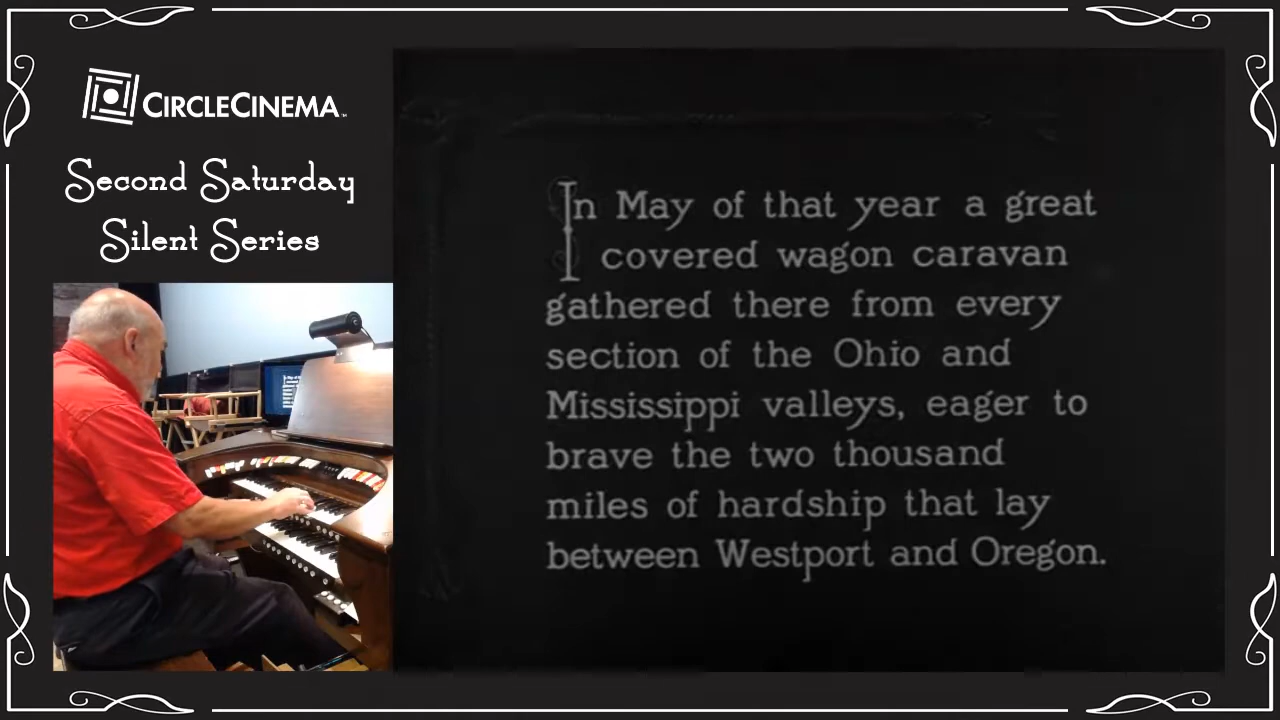 CIRCLECINEMA™
Second Saturday
Silent Series
In May of that year a great
covered wagon caravan
gathered there from every
section of the Ohio and
Mississippi valleys, eager to
brave the two thousand
miles of hardship that lay
between Westport and Oregon.